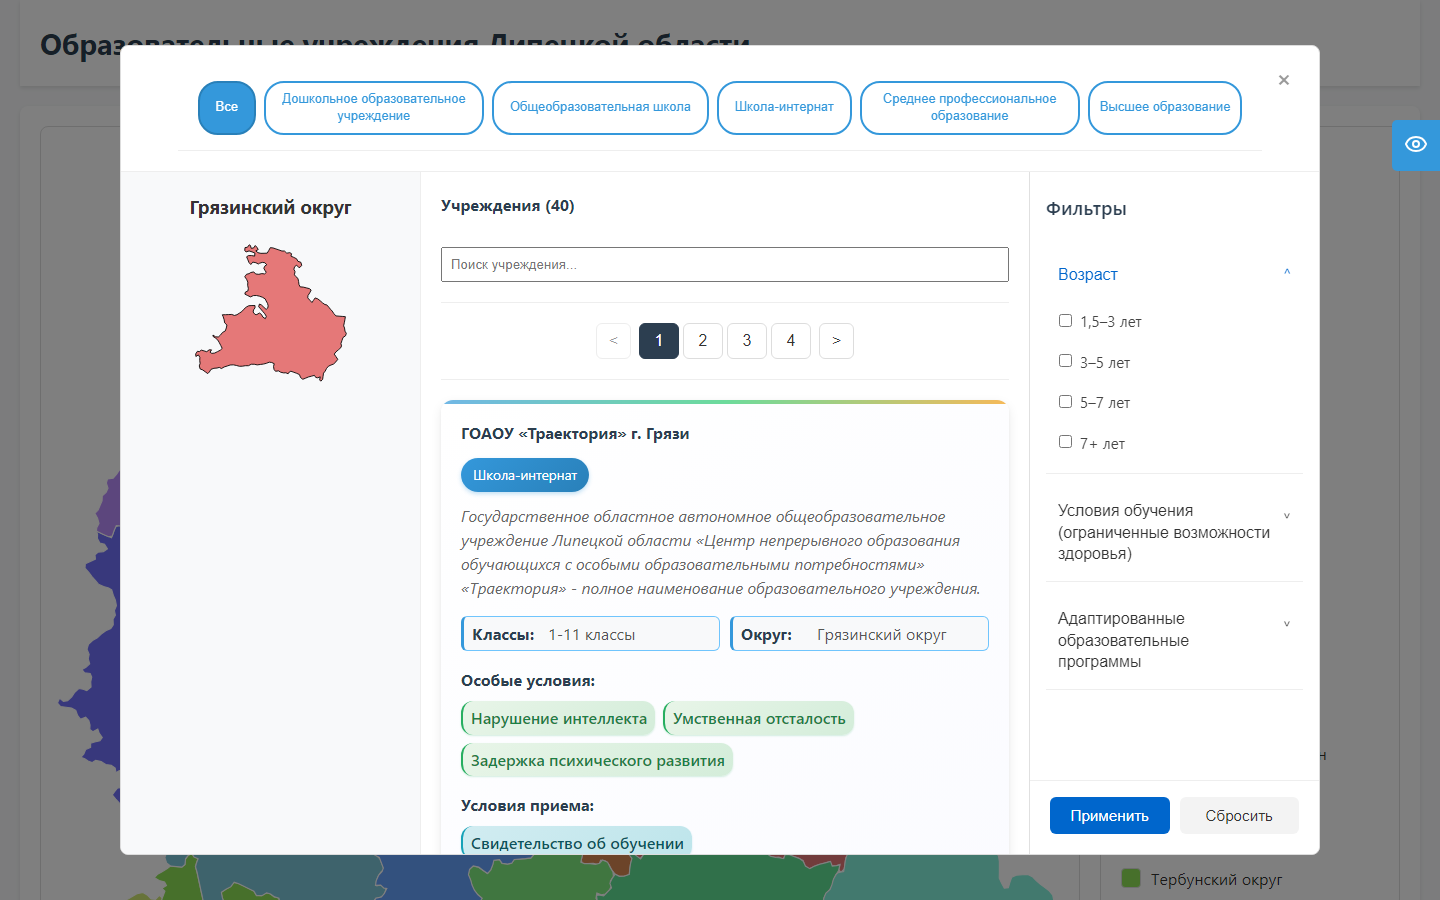 Образовательные учреждения Липецкой области
Все
Дошкольное образовательное
учреждение
Общеобразовательная школа
Школа-интернат
Среднее профессиональное
образование
Высшее образование
×
Грязинский округ
Учреждения (40)
Поиск учреждения...
< 1 2 3 4 >
ГОАОУ «Траектория» г. Грязи
Школа-интернат
Государственное областное автономное общеобразовательное
учреждение Липецкой области «Центр непрерывного образования
обучающихся с особыми образовательными потребностями»
«Траектория» - полное наименование образовательного учреждения.
Классы: 1-11 классы
Округ: Грязинский округ
Особые условия:
Нарушение интеллекта
Умственная отсталость
Задержка психического развития
Условия приема:
Свидетельство об обучении
Фильтры
Возраст
1,5–3 лет
3–5 лет
5–7 лет
7+ лет
Условия обучения
(ограниченные возможности
здоровья)
Адаптированные
образовательные
программы
Применить
Сбросить
н
Тербунский округ